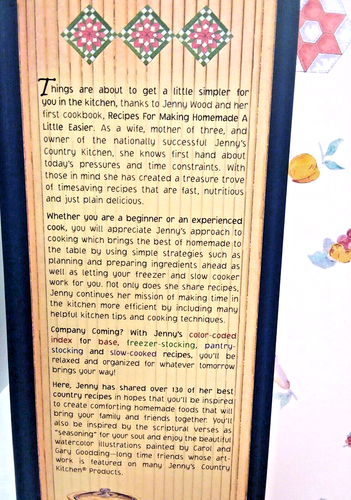 Things are about to get a little simpler for
you in the kitchen, thanks to Jenny Wood and her
first cookbook, Recipes For Making Homemade A
Little Easier. As a wife, mother of three, and
owner of the nationally successful Jenny's
Country Kitchen, she knows first hand about
today's pressures and time constraints. With
those in mind she has created a treasure trove
of timesaving recipes that are fast, nutritious
and just plain delicious.
Whether you are a beginner or an experienced
cook, you will appreciate Jenny's approach to
cooking which brings the best of homemade to
the table by using simple strategies such as
planning and preparing ingredients ahead as
well as letting your freezer and slow cooker
work for you. Not only does she share recipes,
Jenny continues her mission of making time in
the kitchen more efficient by including many
helpful kitchen tips and cooking techniques.
Company Coming? With Jenny's color-coded
index for base, freezer-stocking, pantry-
stocking and slow-cooked recipes, you'll be
relaxed and organized for whatever tomorrow
brings your way!
Here, Jenny has shared over 130 of her best
country recipes in hopes that you'll be inspired
to create comforting homemade foods that will
bring your family and friends together. You'll
also be inspired by the scriptural verses as
"seasoning" for your soul and enjoy the beautiful
watercolor illustrations painted by Carol and
Gary Goodding—long time friends whose art-
work is featured on many Jenny's Country
Kitchen® Products.